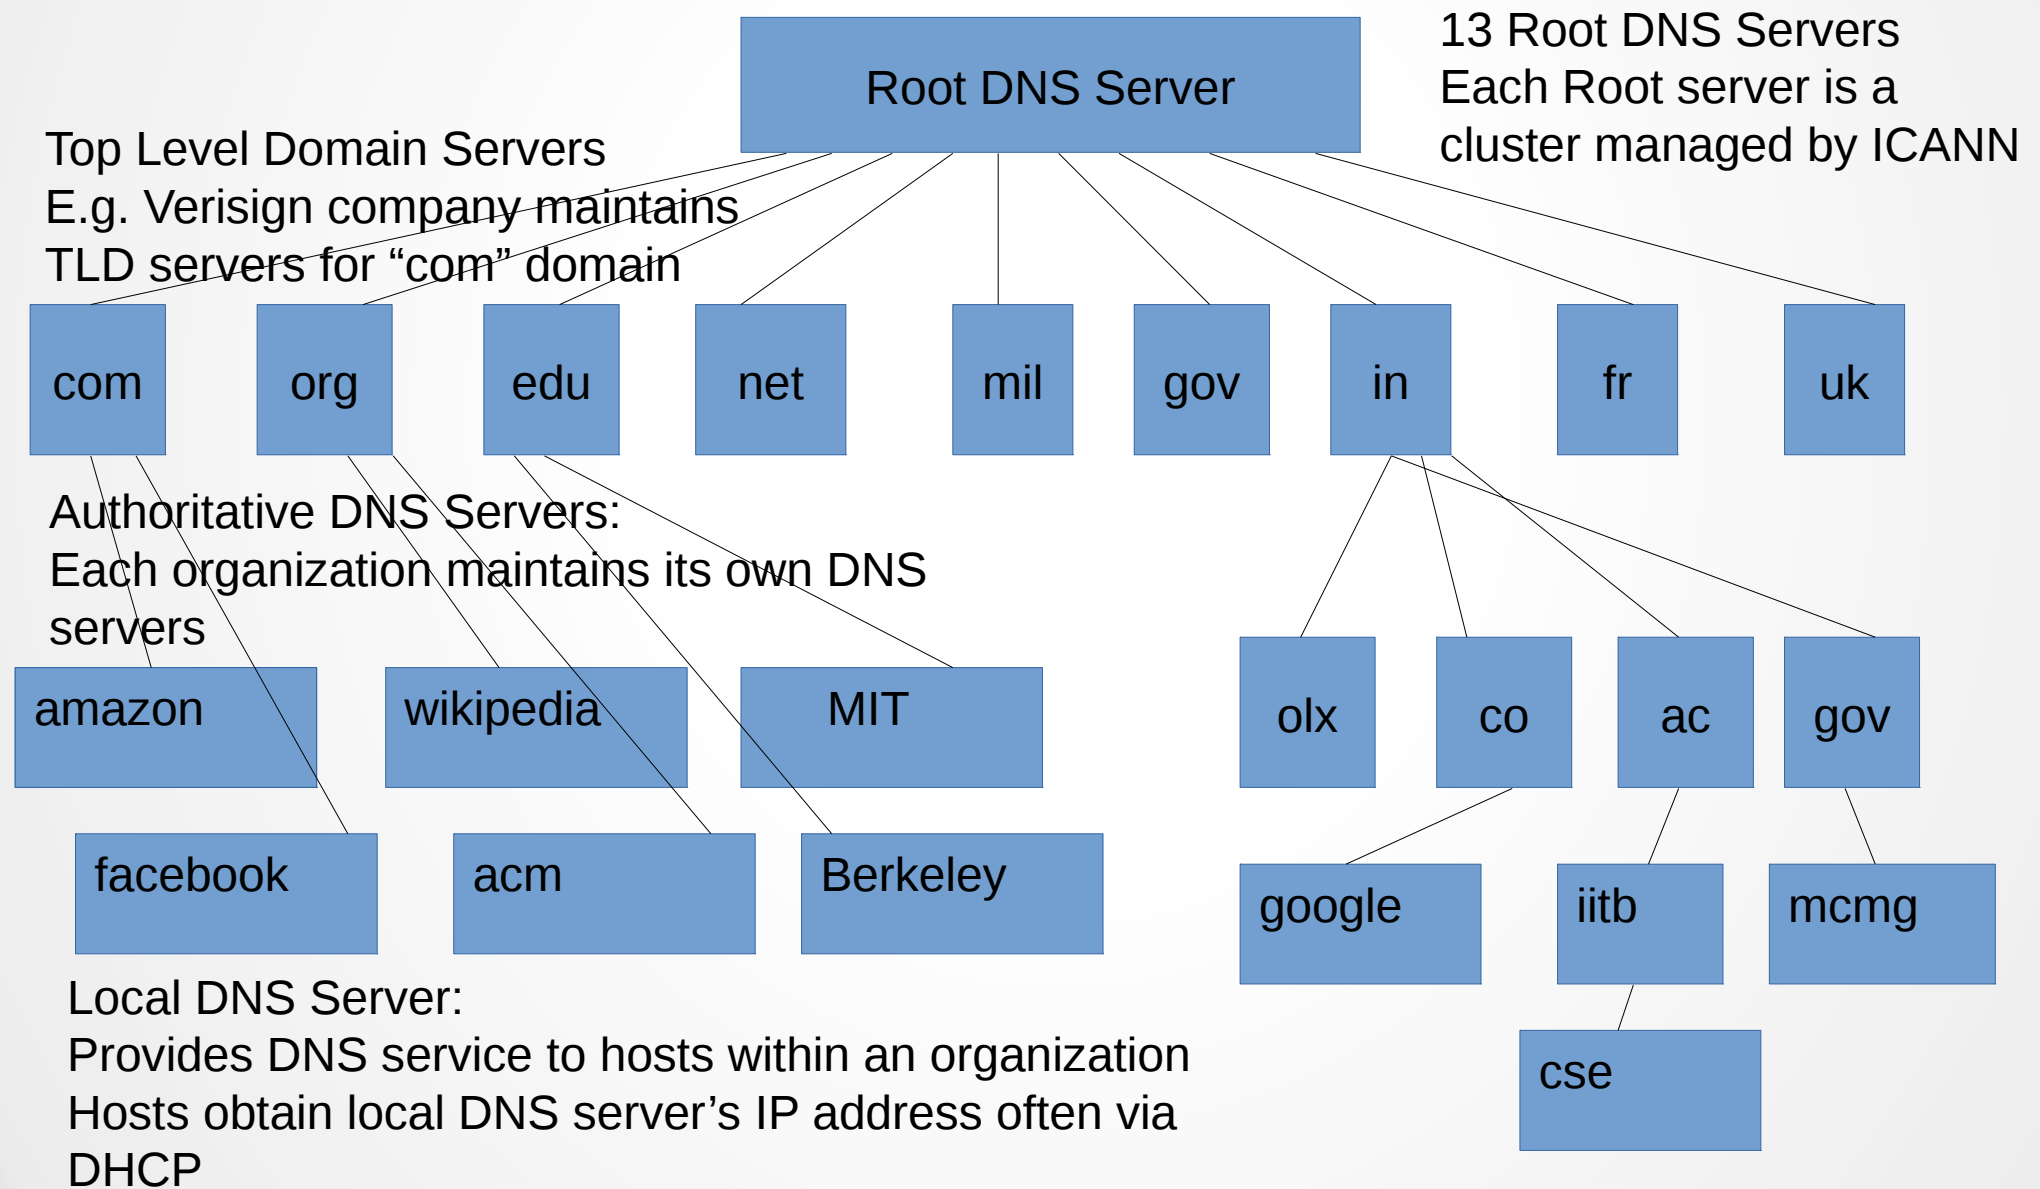 13 Root DNS Servers
Each Root server is a
cluster managed by ICANN
Root DNS Server
Top Level Domain Servers
E.g. Verisign company maintains
TLD servers for “com” domain
com
org
edu
net
mil
gov
in
fr
uk
Authoritative DNS Servers:
Each organization maintains its own DNS
servers
amazon
wikipedia
MIT
olx
co
ac
gov
facebook
acm
Berkeley
google
iitb
mcmg
cse
Local DNS Server:
Provides DNS service to hosts within an organization
Hosts obtain local DNS server’s IP address often via
DHCP